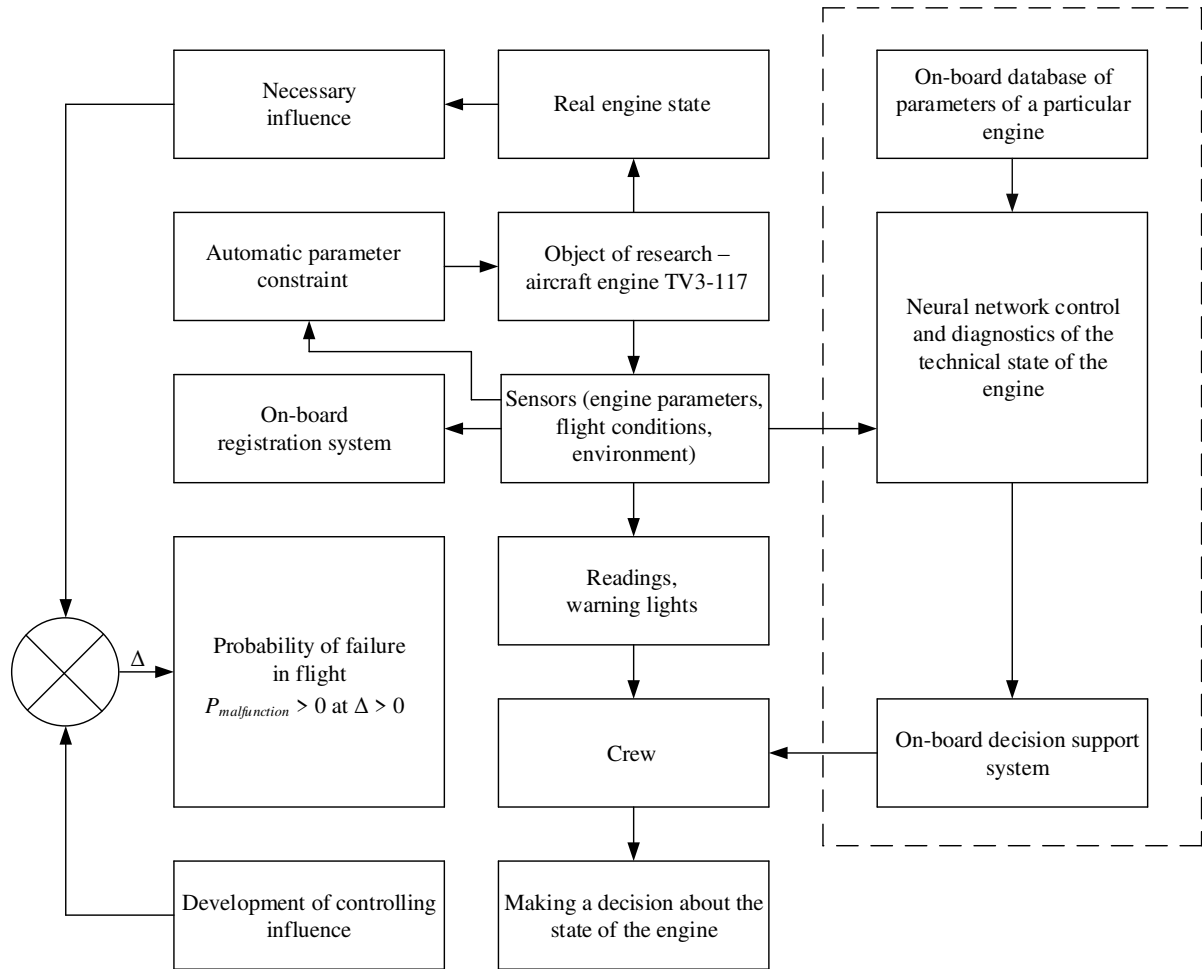 Necessary
influence
Real engine state
On-board database of
parameters of a particular
engine
Automatic parameter
constraint
Object of research –
aircraft engine TV3-117
Neural network control
and diagnostics of the
technical state of the
engine
On-board
registration system
Sensors (engine parameters,
flight conditions,
environment)
Readings,
warning lights
Δ
Probability of failure
in flight
P malfunction > 0 at Δ > 0
Crew
On-board decision support
system
Development of controlling
influence
Making a decision about the
state of the engine